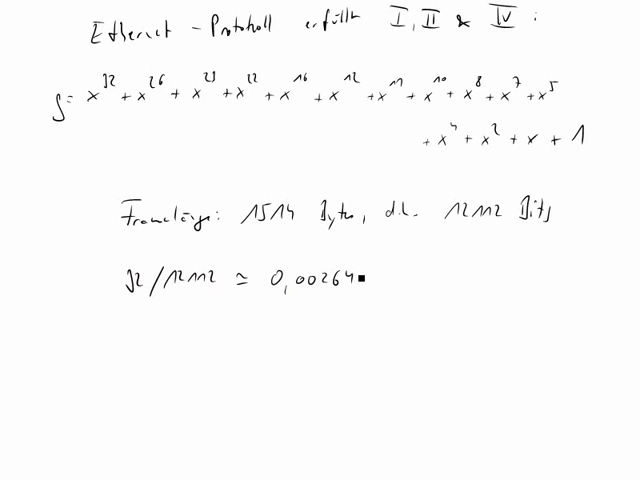 Ethernet - Protokoll erfüllt I, II & IV :
g = x^32 + x^26 + x^23 + x^22 + x^16 + x^12 + x^11 + x^10 + x^8 + x^7 + x^5
+ x^4 + x^2 + x + 1
Framelänge: 1514 Bytes, d.h. 12112 Bits
32/12112 ≃ 0,00264